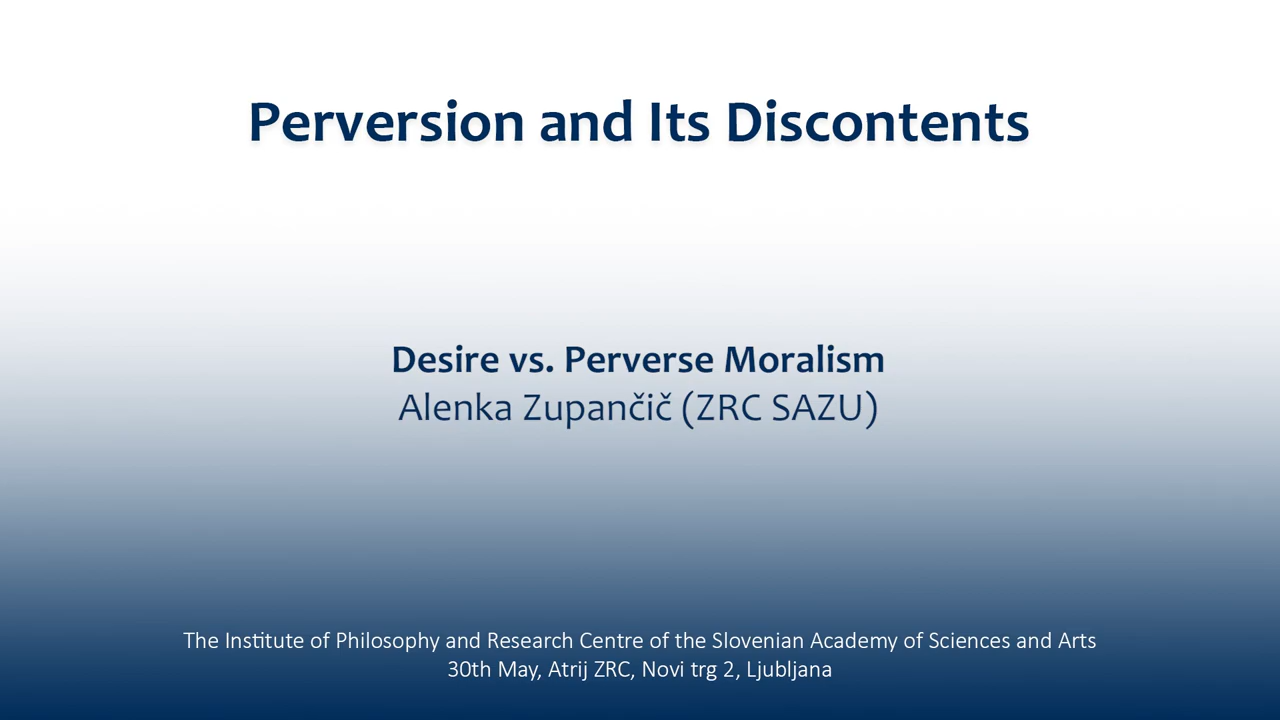 Perversion and Its Discontents
Desire vs. Perverse Moralism
Alenka Zupančič (ZRC SAZU)
The Institute of Philosophy and Research Centre of the Slovenian Academy of Sciences and Arts
30th May, Atrij ZRC, Novi trg 2, Ljubljana